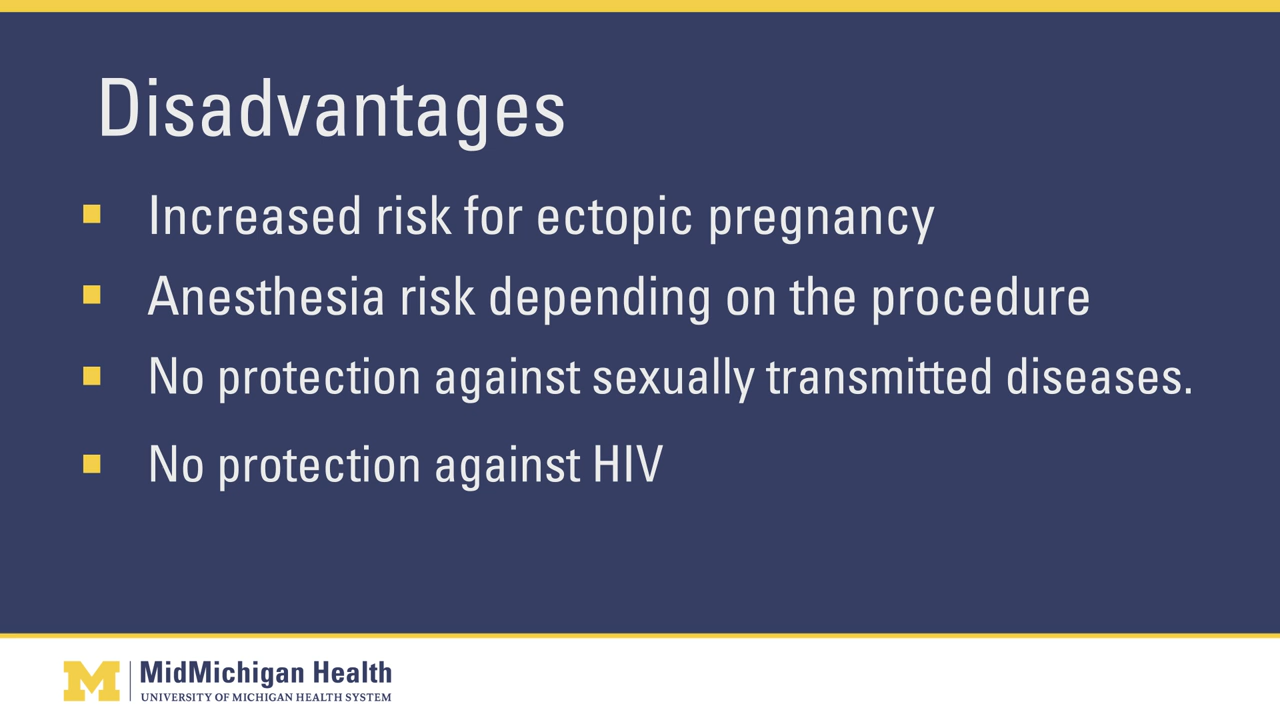 Disadvantages
Increased risk for ectopic pregnancy
Anesthesia risk depending on the procedure
No protection against sexually transmitted diseases.
No protection against HIV
M MidMichigan Health
UNIVERSITY OF MICHIGAN HEALTH SYSTEM